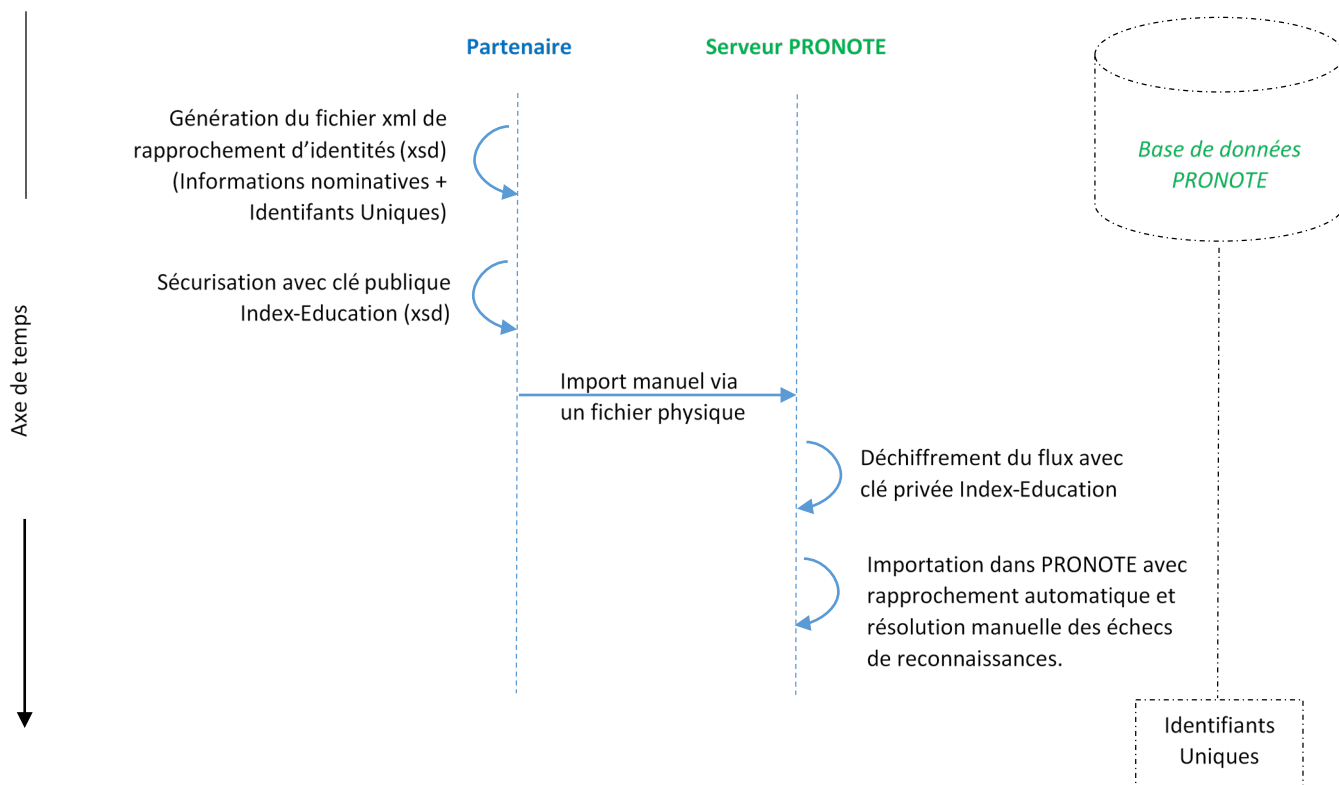 Partenaire
Serveur PRONOTE
Génération du fichier xml de
rapprochement d'identités (xsd)
(Informations nominatives +
Identifants Uniques)
Base de données
PRONOTE
Sécurisation avec clé publique
Index-Education (xsd)
Axe de temps
Import manuel via
un fichier physique
Déchiffrement du flux avec
clé privée Index-Education
Importation dans PRONOTE avec
rapprochement automatique et
résolution manuelle des échecs
de reconnaissances.
Identifiants
Uniques